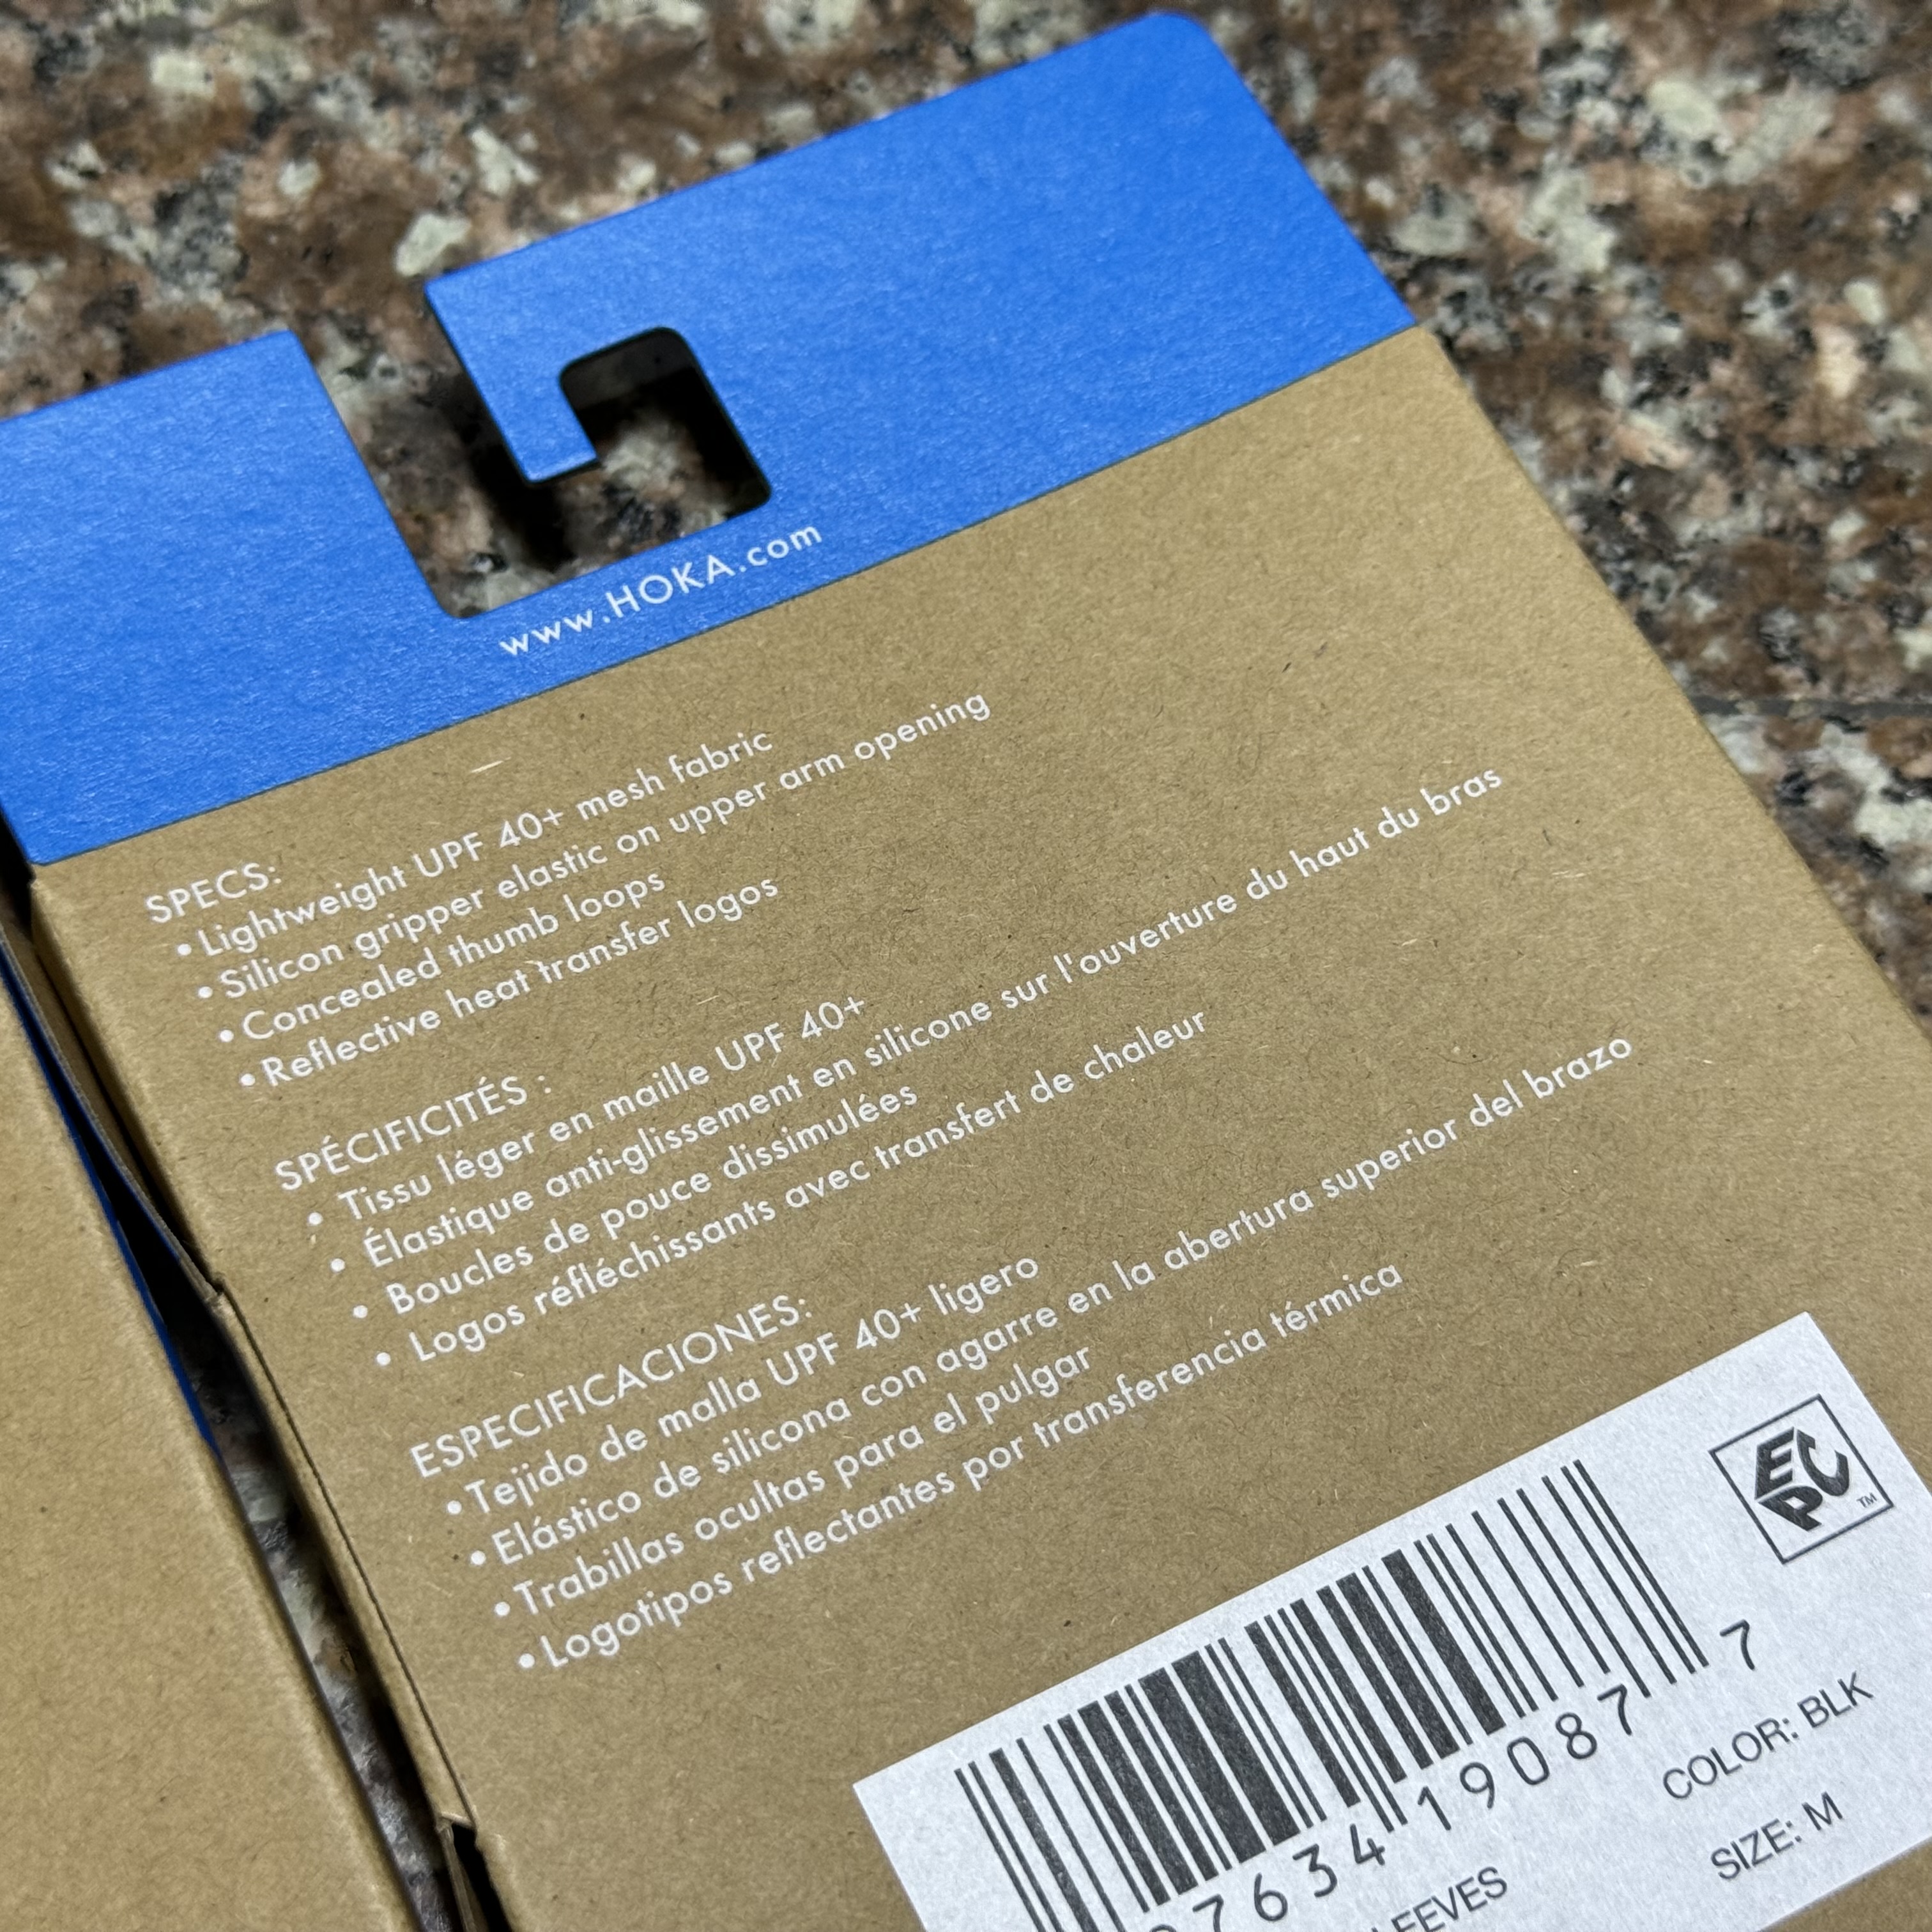 www.HOKA.com
SPECS:
• Lightweight UPF 40+ mesh fabric
• Silicon gripper elastic on upper arm opening
• Concealed thumb loops
• Reflective heat transfer logos
SPÉCIFICITÉS :
• Tissu léger en maille UPF 40+
• Élastique anti-glissement en silicone sur l'ouverture du haut du bras
• Boucles de pouce dissimulées
• Logos réfléchissants avec transfert de chaleur
ESPECIFICACIONES:
• Tejido de malla UPF 40+ ligero
• Elástico de silicona con agarre en la abertura superior del brazo
• Trabillas ocultas para el pulgar
• Logotipos reflectantes por transferencia térmica
EPC ™
7634 19087 7
COLOR: BLK
SIZE: M